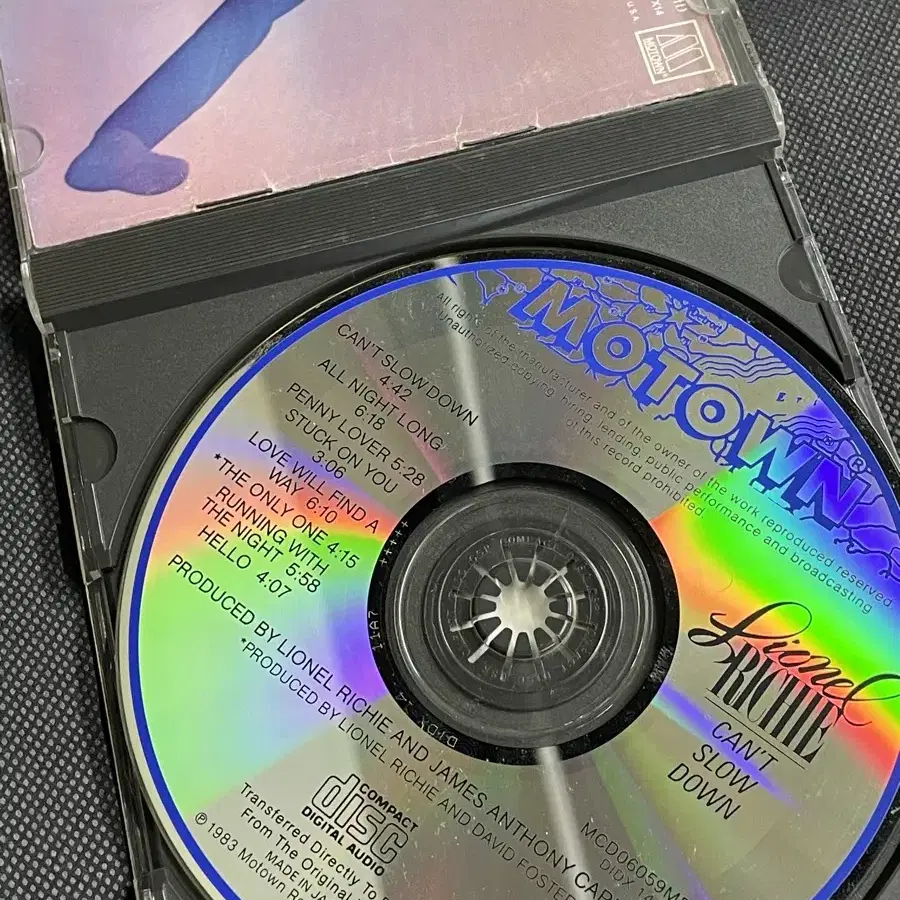 USA
MOTOWN
MOTOWN
Detroit
All rights of the manufacturer and of the owner of the work reproduced reserved.
Unauthorized copying, hiring, lending, public performance and broadcasting
of this record prohibited.
CAN'T SLOW DOWN
4:42
ALL NIGHT LONG
6:18
PENNY LOVER 5:28
STUCK ON YOU
3:06
LOVE WILL FIND A
WAY 6:10
*THE ONLY ONE 4:15
RUNNING WITH
THE NIGHT 5:58
HELLO 4:07
PRODUCED BY LIONEL RICHIE AND JAMES ANTHONY
*PRODUCED BY LIONEL RICHIE AND DAVID FOSTER
Lionel
RICHIE
CAN'T
SLOW
DOWN
MCD06059M
DIDX
COMPACT
disc
DIGITAL AUDIO
Transferred Directly To
From The Original
MADE IN
℗ 1983 Motown
11A7 +++++